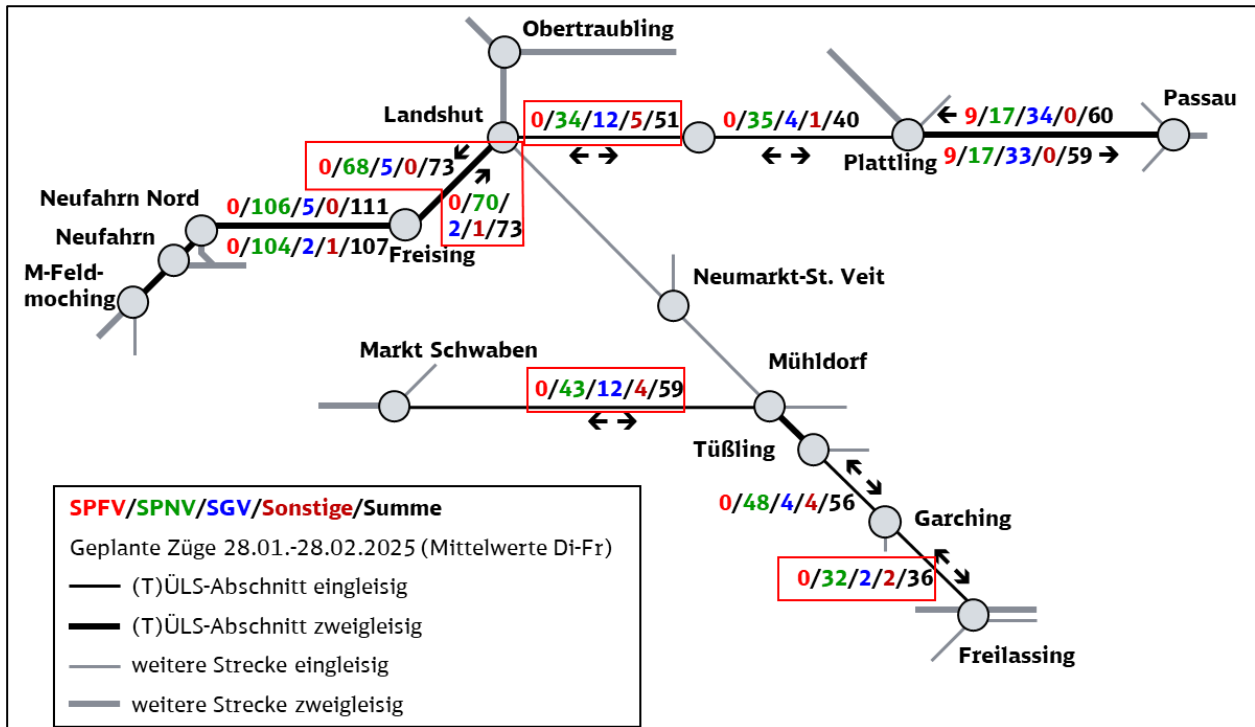 Obertraubling
Landshut
0/34/12/5/51
0/35/4/1/40
Plattling
← 9/17/34/0/60
9/17/33/0/59 →
Passau
0/68/5/0/73
0/70/
2/1/73
Neufahrn Nord
0/106/5/0/111
Neufahrn
0/104/2/1/107
Freising
M-Feld-
moching
Neumarkt-St. Veit
Markt Schwaben
0/43/12/4/59
Mühldorf
Tüßling
0/48/4/4/56
Garching
0/32/2/2/36
Freilassing
SPFV/SPNV/SGV/Sonstige/Summe
Geplante Züge 28.01.-28.02.2025 (Mittelwerte Di-Fr)
(T)ÜLS-Abschnitt eingleisig
(T)ÜLS-Abschnitt zweigleisig
weitere Strecke eingleisig
weitere Strecke zweigleisig